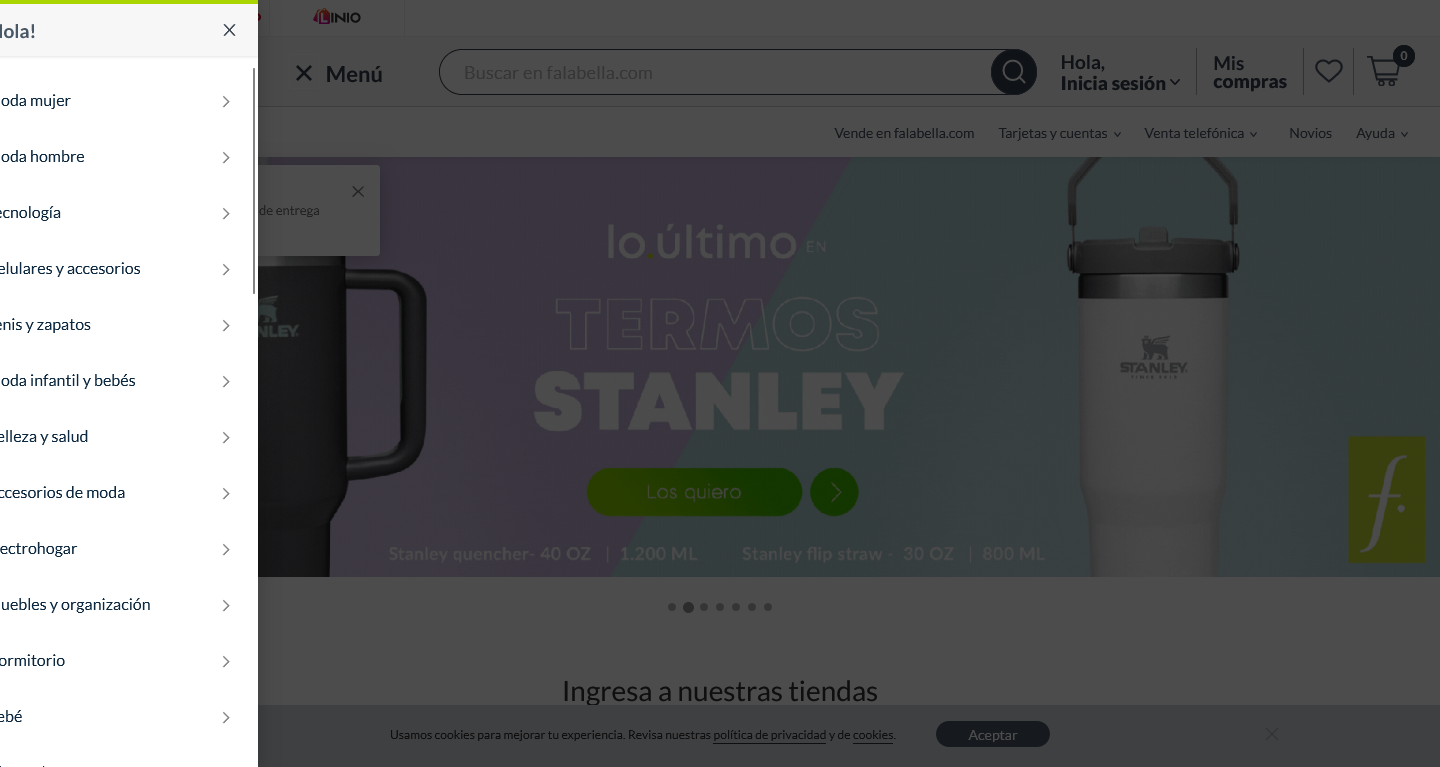 LINIO
Hola!
Menú
Buscar en falabella.com
Hola,
Inicia sesión
Mis
compras
0
Vende en falabella.com
Tarjetas y cuentas
Venta telefónica
Novios
Ayuda
oda mujer
oda hombre
ecnología
elulares y accesorios
enis y zapatos
oda infantil y bebés
elleza y salud
ccesorios de moda
ectrohogar
uebles y organización
ormitorio
ebé
de entrega
lo último EN
TERMOS
STANLEY
Los quiero
Stanley quencher- 40 OZ | 1.200 ML
Stanley flip straw - 30 OZ | 800 ML
NLEY
STANLEY
f.
Ingresa a nuestras tiendas
Usamos cookies para mejorar tu experiencia. Revisa nuestras política de privacidad y de cookies.
Aceptar